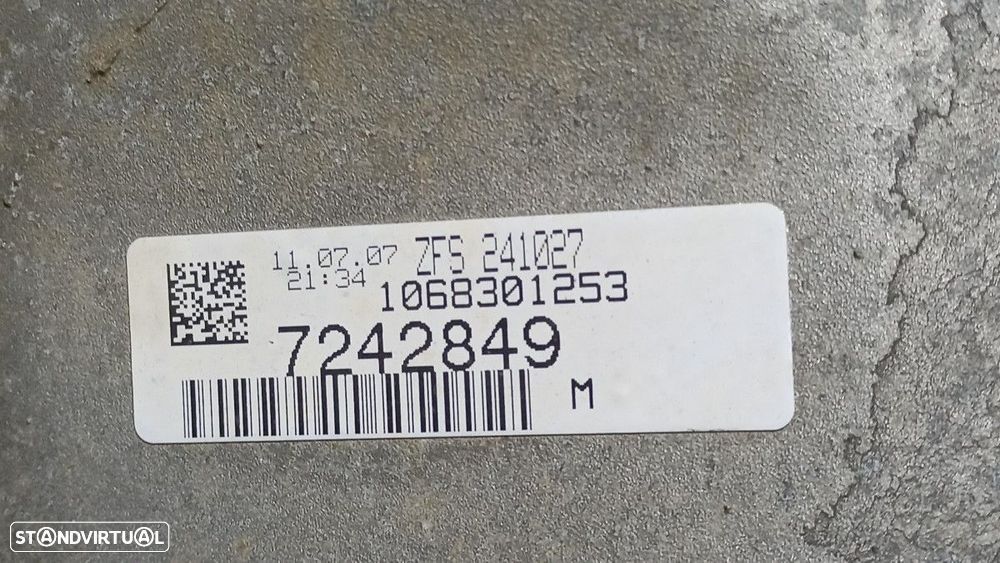 11.07.07 ZFS 241027
21:34 1068301253
7242849
M
STANDVIRTUAL